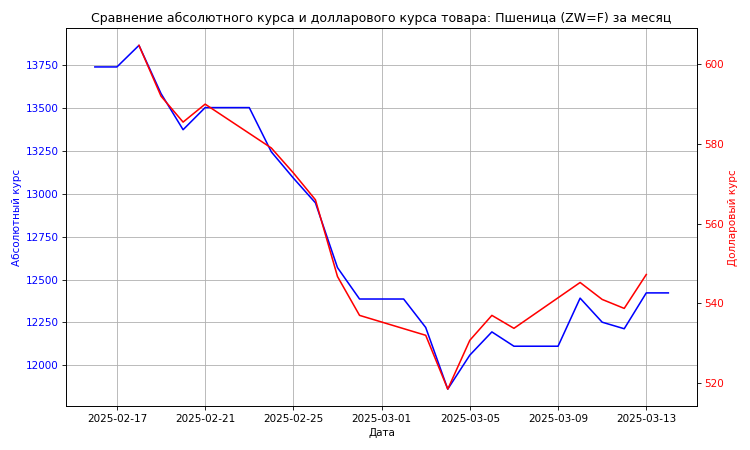 Сравнение абсолютного курса и долларового курса товара: Пшеница (ZW=F) за месяц
13750
13500
13250
13000
12750
12500
12250
12000
Абсолютный курс
600
580
560
540
520
Долларовый курс
2025-02-17 2025-02-21 2025-02-25 2025-03-01 2025-03-05 2025-03-09 2025-03-13
Дата